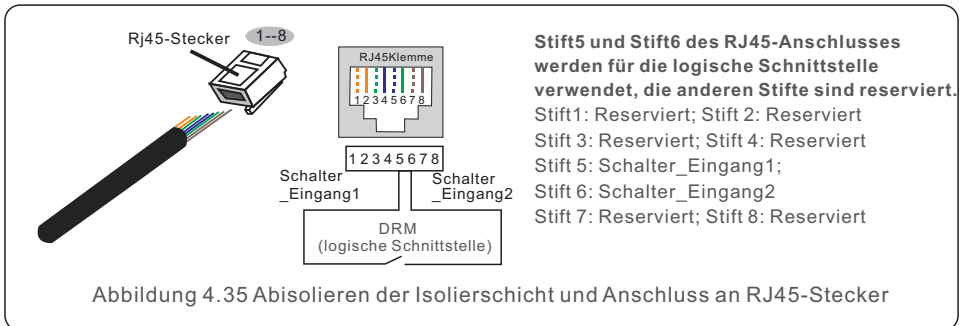 Rj45-Stecker
1--8
RJ45Klemme
1 2 3 4 5 6 7 8
1 2 3 4 5 6 7 8
Schalter
_Eingang1
Schalter
_Eingang2
DRM
(logische Schnittstelle)
Stift5 und Stift6 des RJ45-Anschlusses
werden für die logische Schnittstelle
verwendet, die anderen Stifte sind reserviert.
Stift1: Reserviert; Stift 2: Reserviert
Stift 3: Reserviert; Stift 4: Reserviert
Stift 5: Schalter_Eingang1;
Stift 6: Schalter_Eingang2
Stift 7: Reserviert; Stift 8: Reserviert
Abbildung 4.35 Abisolieren der Isolierschicht und Anschluss an RJ45-Stecker